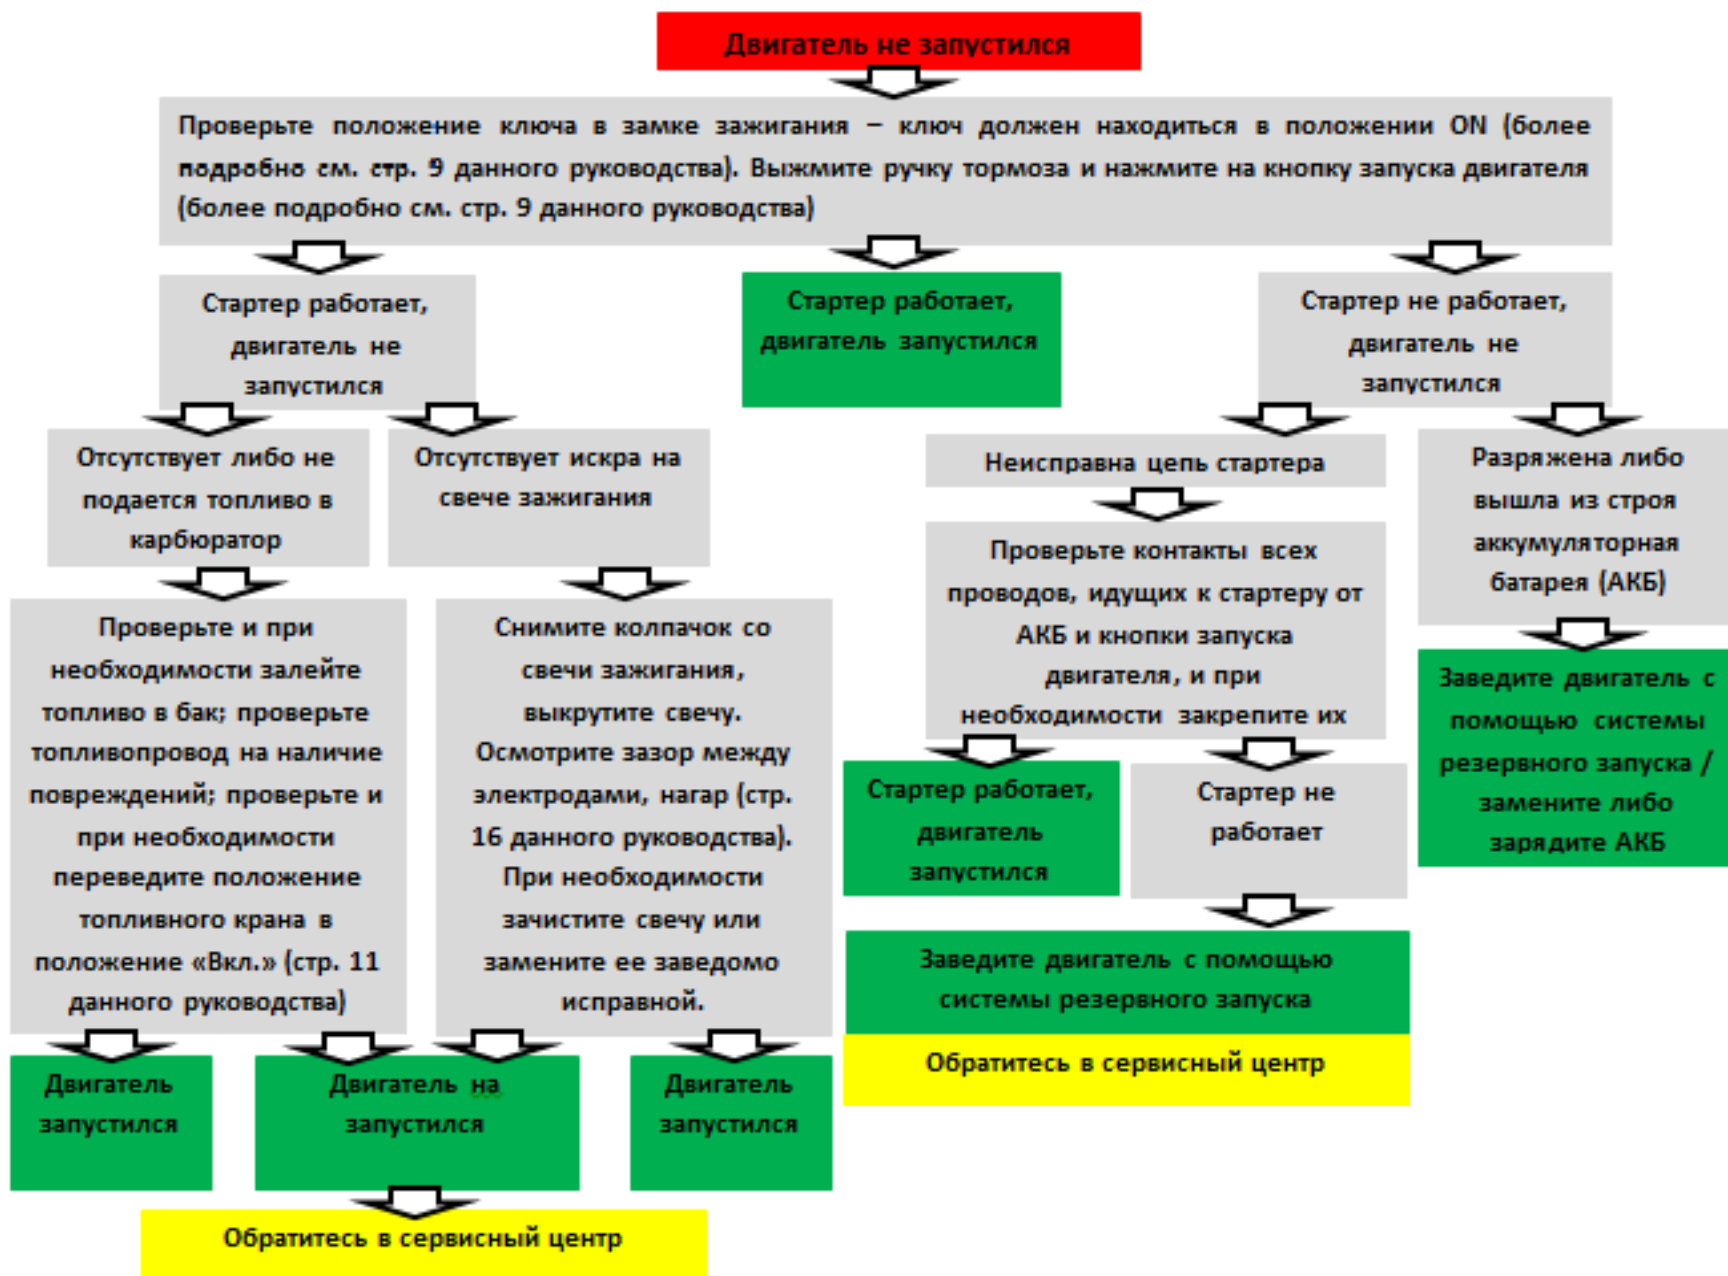 Двигатель не запустился
Проверьте положение ключа в замке зажигания – ключ должен находиться в положении ON (более
подробно см. стр. 9 данного руководства). Выжмите ручку тормоза и нажмите на кнопку запуска двигателя
(более подробно см. стр. 9 данного руководства)
Стартер работает,
двигатель не
запустился
Стартер работает,
двигатель запустился
Стартер не работает,
двигатель не
запустился
Отсутствует либо не
подается топливо в
карбюратор
Отсутствует искра на
свече зажигания
Неисправна цепь стартера
Разряжена либо
вышла из строя
аккумуляторная
батарея (АКБ)
Проверьте контакты всех
проводов, идущих к стартеру от
АКБ и кнопки запуска
двигателя, и при
необходимости закрепите их
Проверьте и при
необходимости залейте
топливо в бак; проверьте
топливопровод на наличие
повреждений; проверьте и
при необходимости
переведите положение
топливного крана в
положение «Вкл.» (стр. 11
данного руководства)
Снимите колпачок со
свечи зажигания,
выкрутите свечу.
Осмотрите зазор между
электродами, нагар (стр.
16 данного руководства).
При необходимости
зачистите свечу или
замените ее заведомо
исправной.
Заведите двигатель с
помощью системы
резервного запуска /
замените либо
зарядите АКБ
Стартер работает,
двигатель
запустился
Стартер не
работает
Заведите двигатель с помощью
системы резервного запуска
Обратитесь в сервисный центр
Двигатель
запустился
Двигатель на
запустился
Двигатель
запустился
Обратитесь в сервисный центр